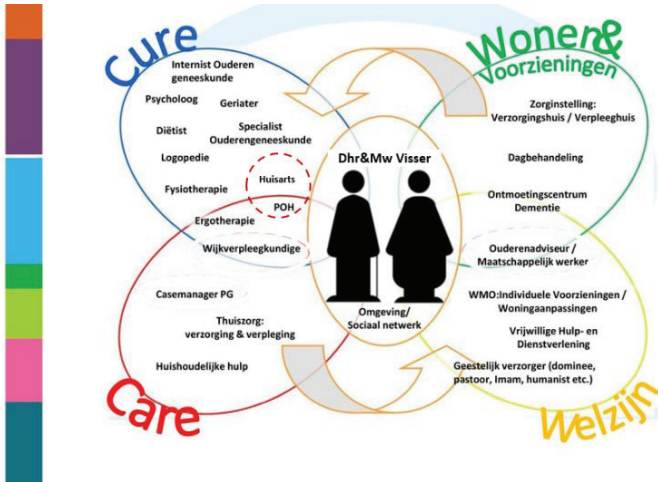 Cure
Internist Ouderen
geneeskunde
Psycholoog
Geriater
Diëtist
Specialist
Ouderengeneeskunde
Logopedie
Huisarts
Fysiotherapie
POH
Ergotherapie
Wijkverpleegkundige
Wonen&
Voorzieningen
Zorginstelling:
Verzorgingshuis / Verpleeghuis
Dagbehandeling
Ontmoetingscentrum
Dementie
Ouderenadviseur /
Maatschappelijk werker
Dhr&Mw Visser
Omgeving/
Sociaal netwerk
Casemanager PG
Thuiszorg:
verzorging & verpleging
Huishoudelijke hulp
Care
WMO:Individuele Voorzieningen /
Woningaanpassingen
Vrijwillige Hulp- en
Dienstverlening
Geestelijk verzorger (dominee,
pastoor, Imam, humanist etc.)
Welzijn